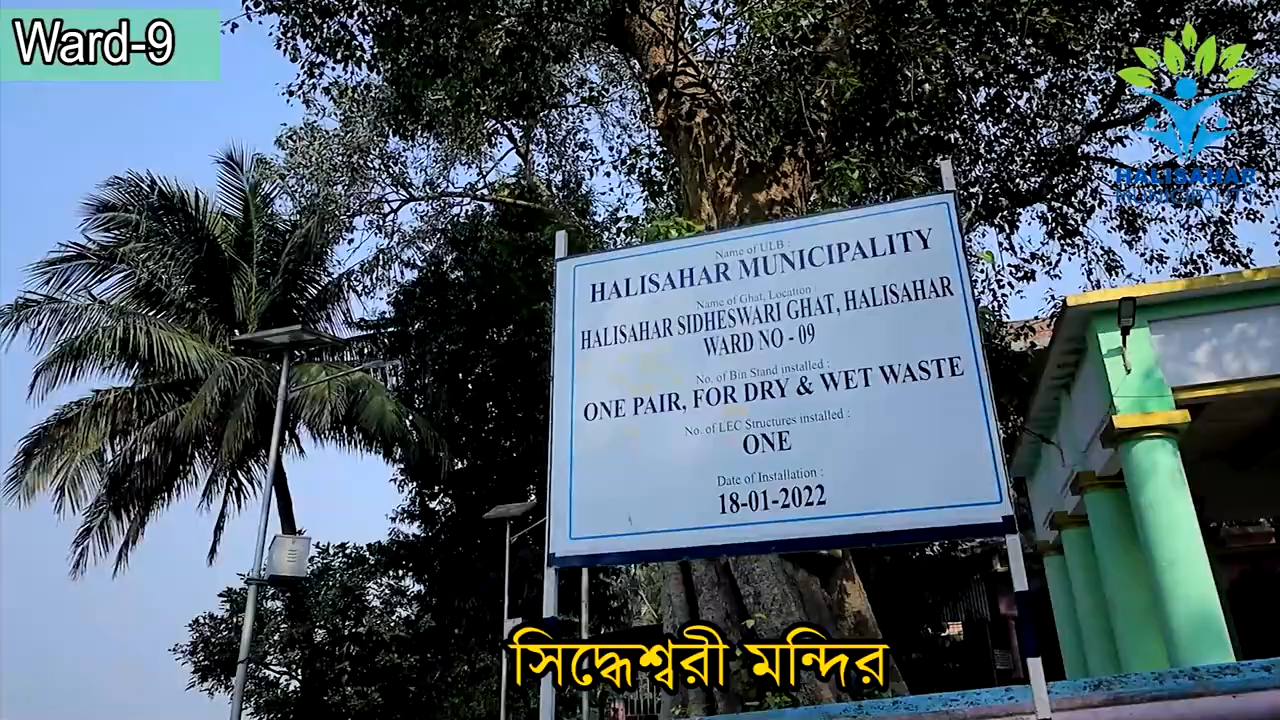 Ward-9
HALISAHAR
MUNICIPALITY
Name of ULB :
HALISAHAR MUNICIPALITY
Name of Ghat, Location :
HALISAHAR SIDHESWARI GHAT, HALISAHAR
WARD NO - 09
No. of Bin Stand installed :
ONE PAIR, FOR DRY & WET WASTE
No. of LEC Structures installed :
ONE
Date of Installation :
18-01-2022
সিদ্ধেশ্বরী মন্দির